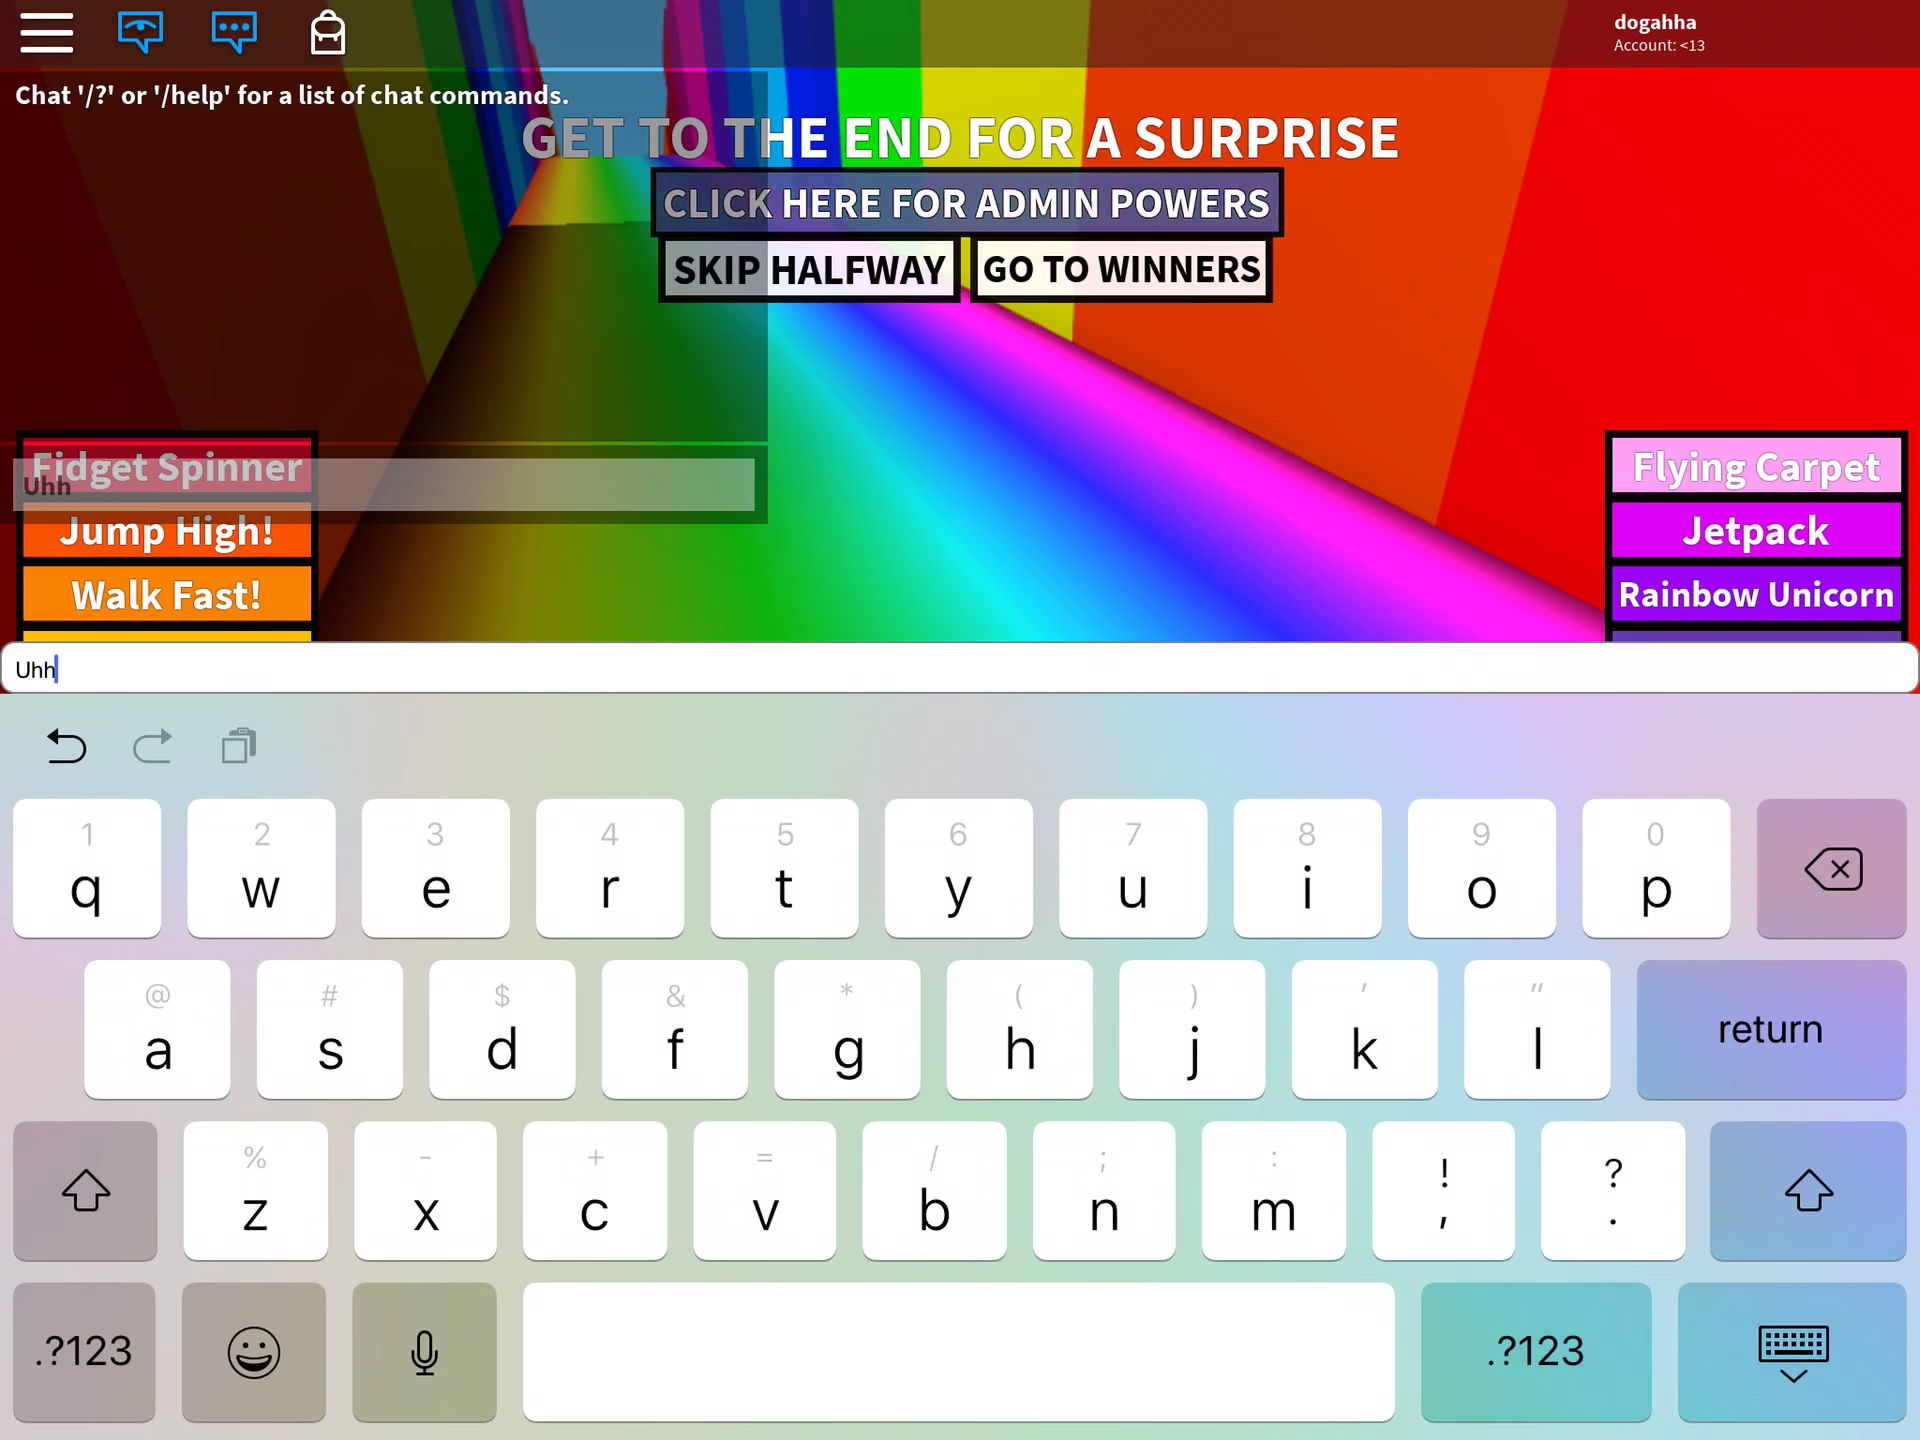 dogahha
Account: <13
Chat '/?' or '/help' for a list of chat commands.
GET TO THE END FOR A SURPRISE
CLICK HERE FOR ADMIN POWERS
SKIP HALFWAY GO TO WINNERS
Fidget Spinner
Uhh
Jump High!
Walk Fast!
Flying Carpet
Jetpack
Rainbow Unicorn
Uhh
1 2 3 4 5 6 7 8 9 0
q w e r t y u i o p
@ # $ & * ( ) ' "
a s d f g h j k l return
% - + = / ; : ! ?
z x c v b n m , .
.?123 .?123